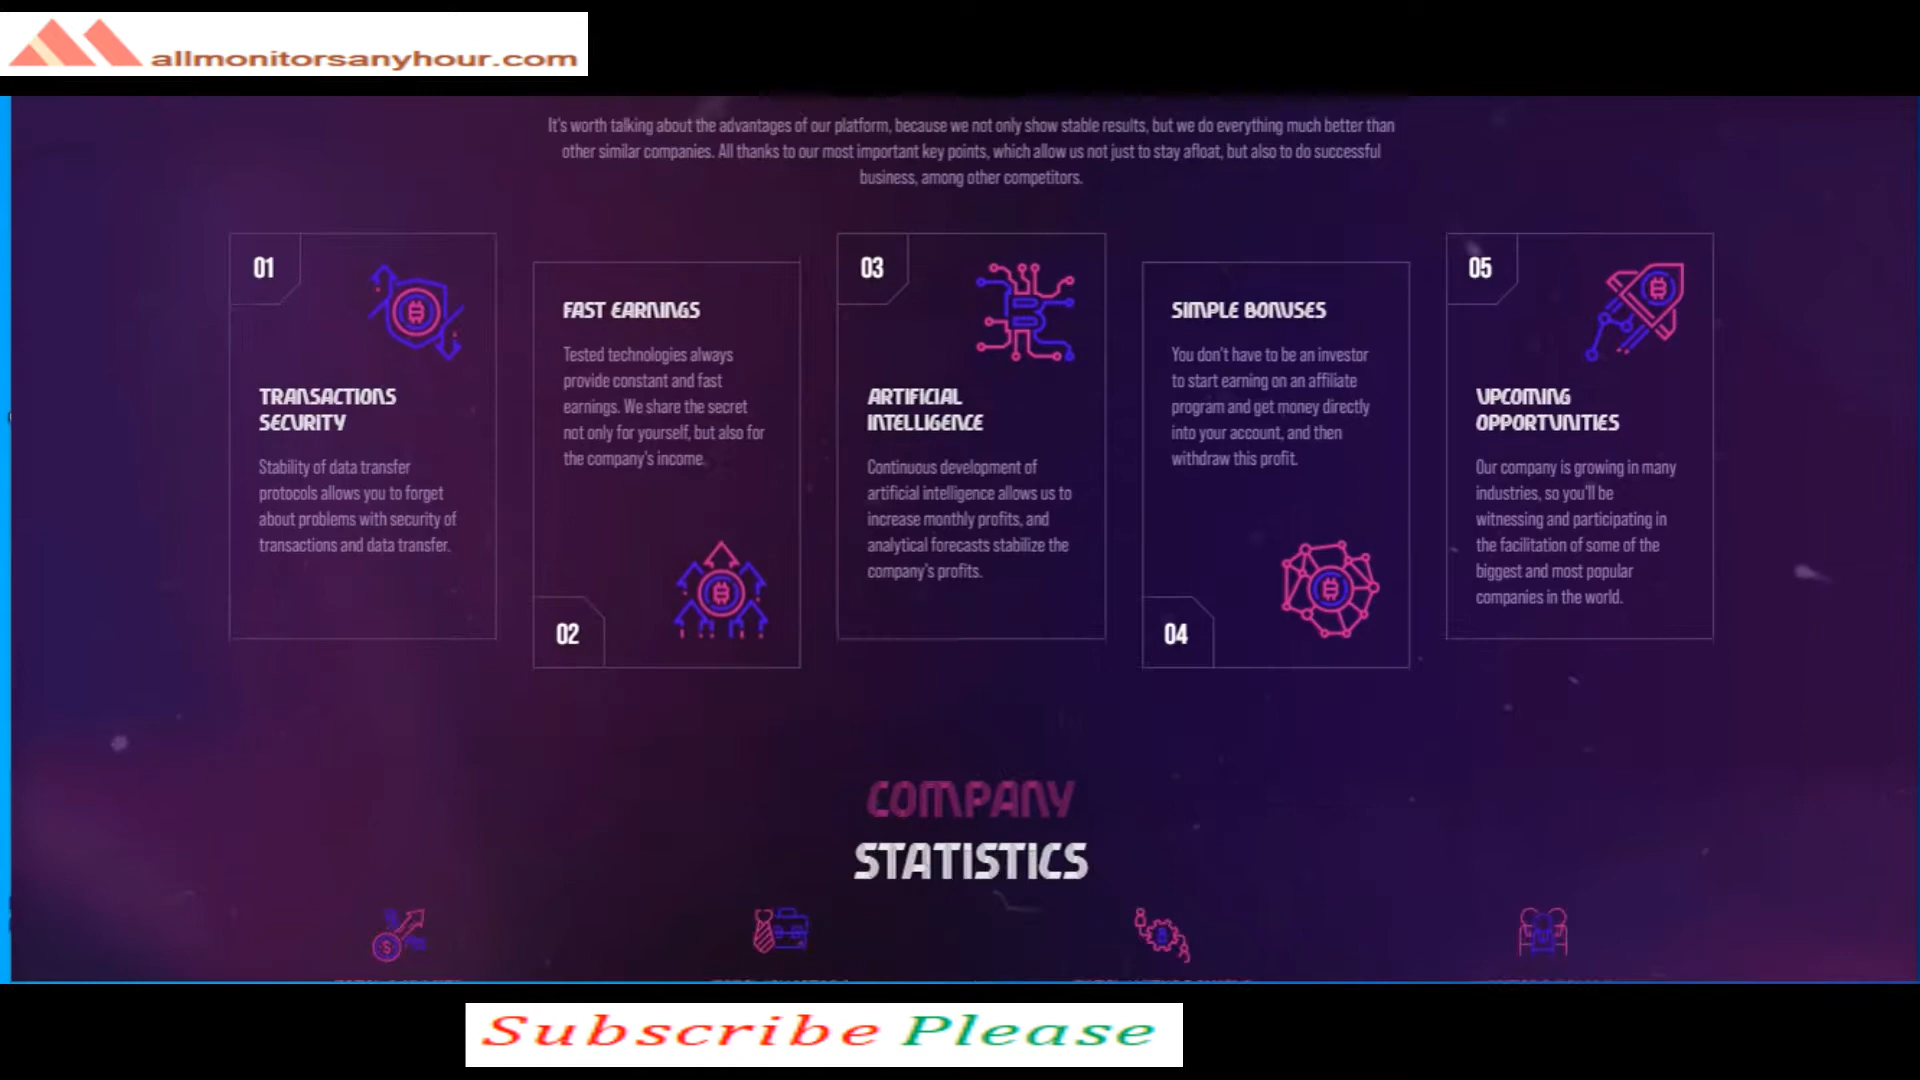 allmonitorsanyhour.com
It's worth talking about the advantages of our platform, because we not only show stable results, but we do everything much better than
other similar companies. All thanks to our most important key points, which allow us not just to stay afloat, but also to do successful
business, among other competitors.
01
TRANSACTIONS
SECURITY
Stability of data transfer
protocols allows you to forget
about problems with security of
transactions and data transfer.
FAST EARNINGS
Tested technologies always
provide constant and fast
earnings. We share the secret
not only for yourself, but also for
the company's income.
02
03
ARTIFICIAL
INTELLIGENCE
Continuous development of
artificial intelligence allows us to
increase monthly profits, and
analytical forecasts stabilize the
company's profits.
SIMPLE BONUSES
You don't have to be an investor
to start earning on an affiliate
program and get money directly
into your account, and then
withdraw this profit.
04
05
UPCOMING
OPPORTUNITIES
Our company is growing in many
industries, so you'll be
witnessing and participating in
the facilitation of some of the
biggest and most popular
companies in the world.
COMPANY
STATISTICS
Subscribe Please